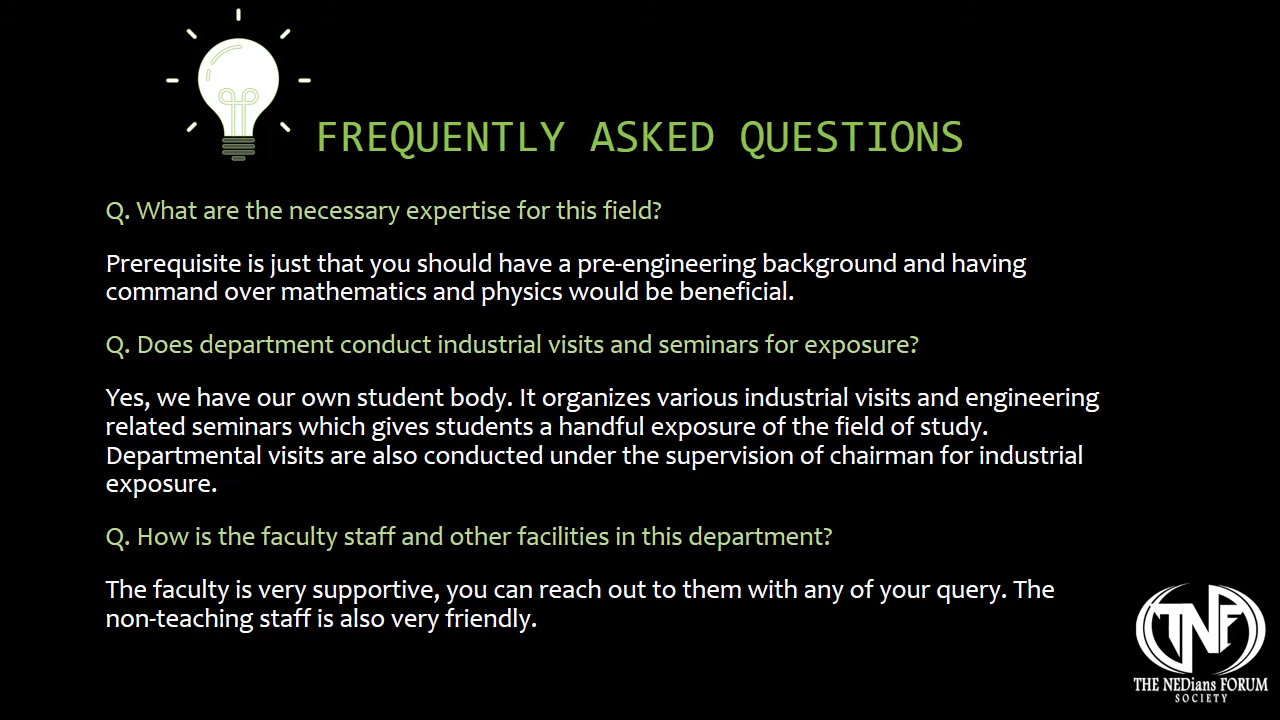 FREQUENTLY ASKED QUESTIONS
Q. What are the necessary expertise for this field?
Prerequisite is just that you should have a pre-engineering background and having
command over mathematics and physics would be beneficial.
Q. Does department conduct industrial visits and seminars for exposure?
Yes, we have our own student body. It organizes various industrial visits and engineering
related seminars which gives students a handful exposure of the field of study.
Departmental visits are also conducted under the supervision of chairman for industrial
exposure.
Q. How is the faculty staff and other facilities in this department?
The faculty is very supportive, you can reach out to them with any of your query. The
non-teaching staff is also very friendly.
TNF
THE NEDians FORUM
SOCIETY